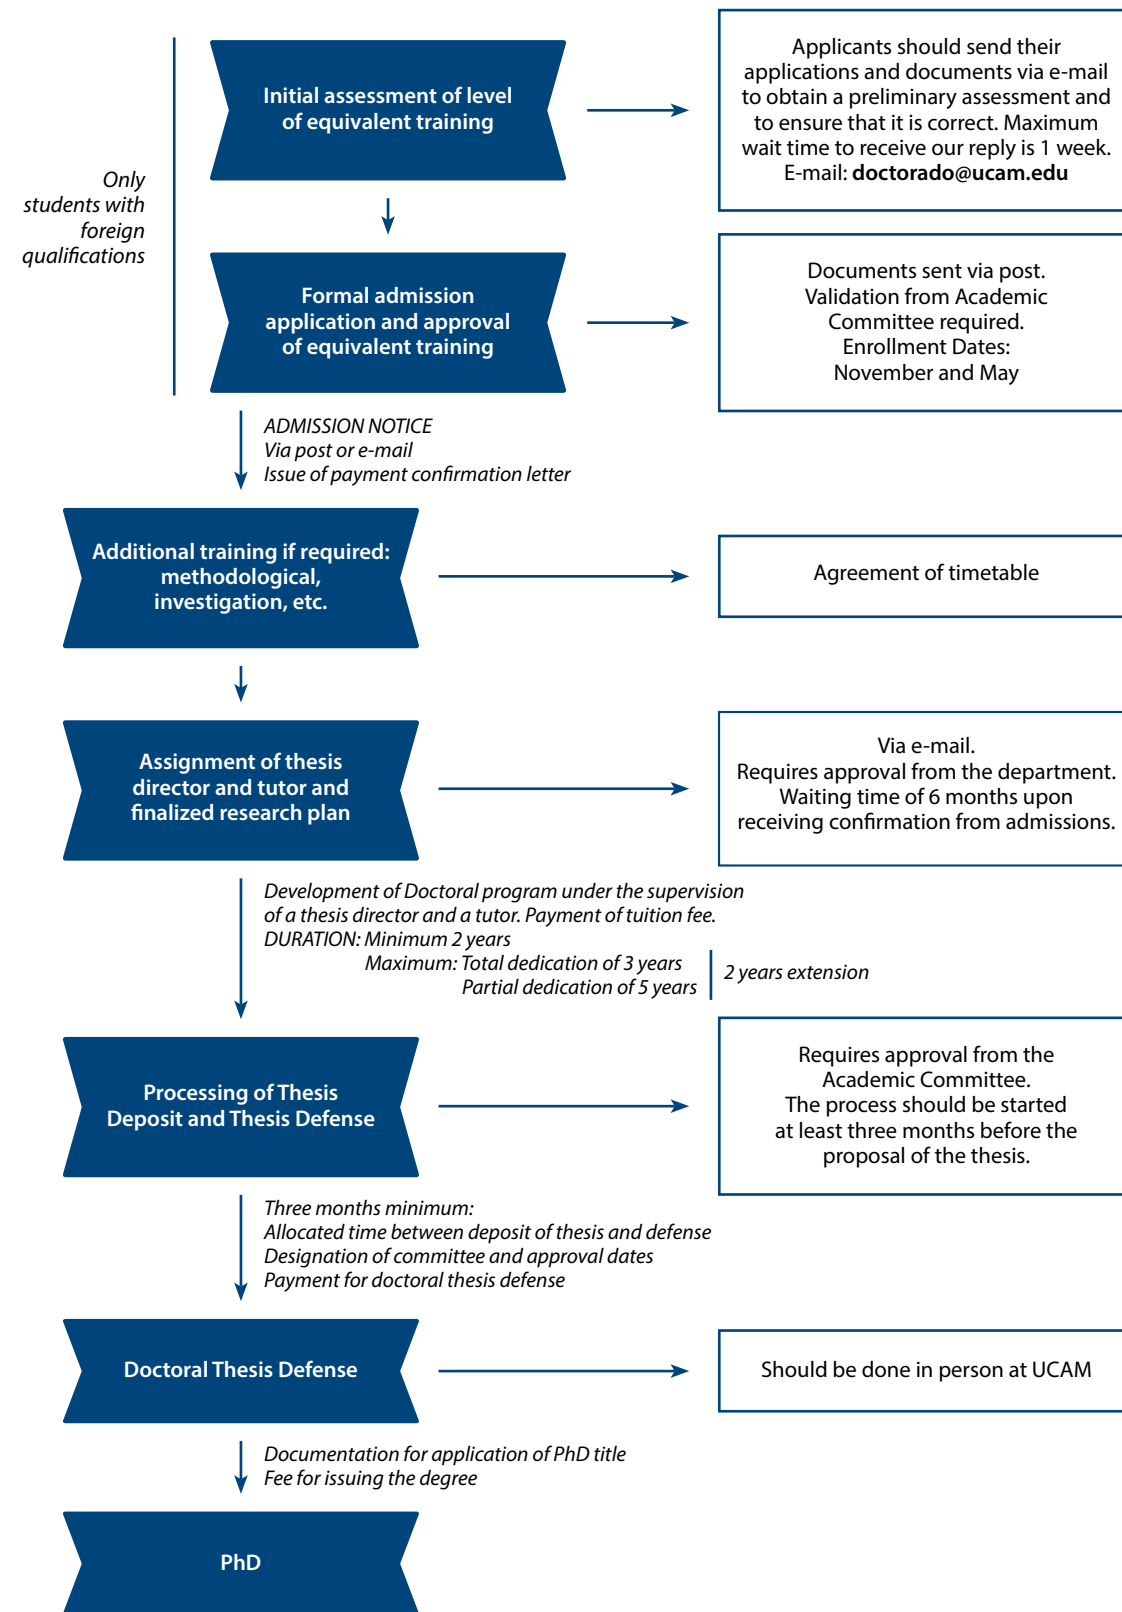 Only
students with
foreign
qualifications
Initial assessment of level
of equivalent training
Applicants should send their
applications and documents via e-mail
to obtain a preliminary assessment and
to ensure that it is correct. Maximum
wait time to receive our reply is 1 week.
E-mail: doctorado@ucam.edu
Formal admission
application and approval
of equivalent training
Documents sent via post.
Validation from Academic
Committee required.
Enrollment Dates:
November and May
ADMISSION NOTICE
Via post or e-mail
Issue of payment confirmation letter
Additional training if required:
methodological,
investigation, etc.
Agreement of timetable
Assignment of thesis
director and tutor and
finalized research plan
Via e-mail.
Requires approval from the department.
Waiting time of 6 months upon
receiving confirmation from admissions.
Development of Doctoral program under the supervision
of a thesis director and a tutor. Payment of tuition fee.
DURATION: Minimum 2 years
Maximum: Total dedication of 3 years
Partial dedication of 5 years
2 years extension
Processing of Thesis
Deposit and Thesis Defense
Requires approval from the
Academic Committee.
The process should be started
at least three months before the
proposal of the thesis.
Three months minimum:
Allocated time between deposit of thesis and defense
Designation of committee and approval dates
Payment for doctoral thesis defense
Doctoral Thesis Defense
Should be done in person at UCAM
Documentation for application of PhD title
Fee for issuing the degree
PhD